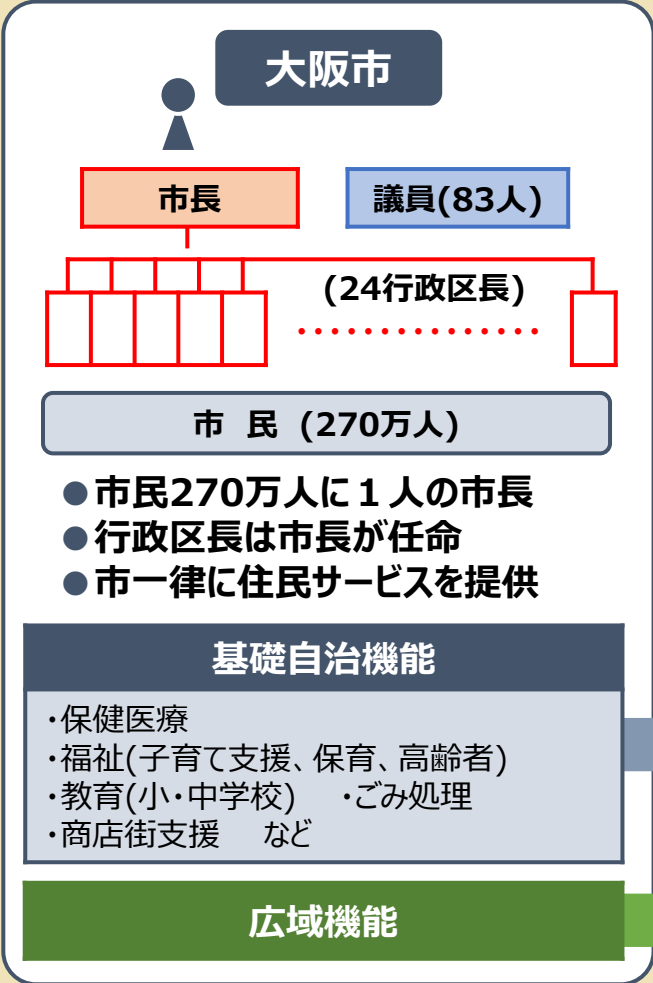 大阪市
市長
議員(83人)
(24行政区長)
市 民 (270万人)
●市民270万人に１人の市長
●行政区長は市長が任命
●市一律に住民サービスを提供
基礎自治機能
・保健医療
・福祉(子育て支援、保育、高齢者)
・教育(小・中学校)　・ごみ処理
・商店街支援　など
広域機能